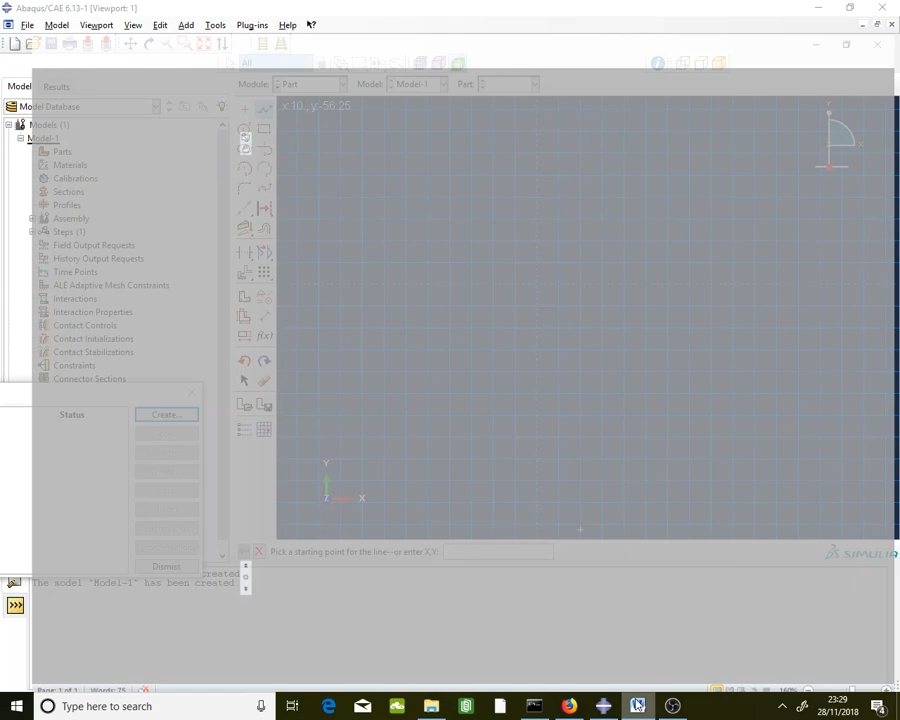 Abaqus/CAE 6.13-1 [Viewport: 1]
File Model Viewport View Edit Add Tools Plug-ins Help
All
Model Results
Module: Part Model: Model-1 Part:
Model Database
x:10.,y:-56.25
Models (1)
Model-1
Parts
Materials
Calibrations
Sections
Profiles
Assembly
Steps (1)
Field Output Requests
History Output Requests
Time Points
ALE Adaptive Mesh Constraints
Interactions
Interaction Properties
Contact Controls
Contact Initializations
Contact Stabilizations
Constraints
Connector Sections
Status
Create...
Dismiss
f(x)
Y
X
Y
Z X
Pick a starting point for the line--or enter X,Y:
SIMULIA
created
The model "Model-1" has been created
Page: 1 of 1 Words: 75
160%
Type here to search
23:29
28/11/2018
4